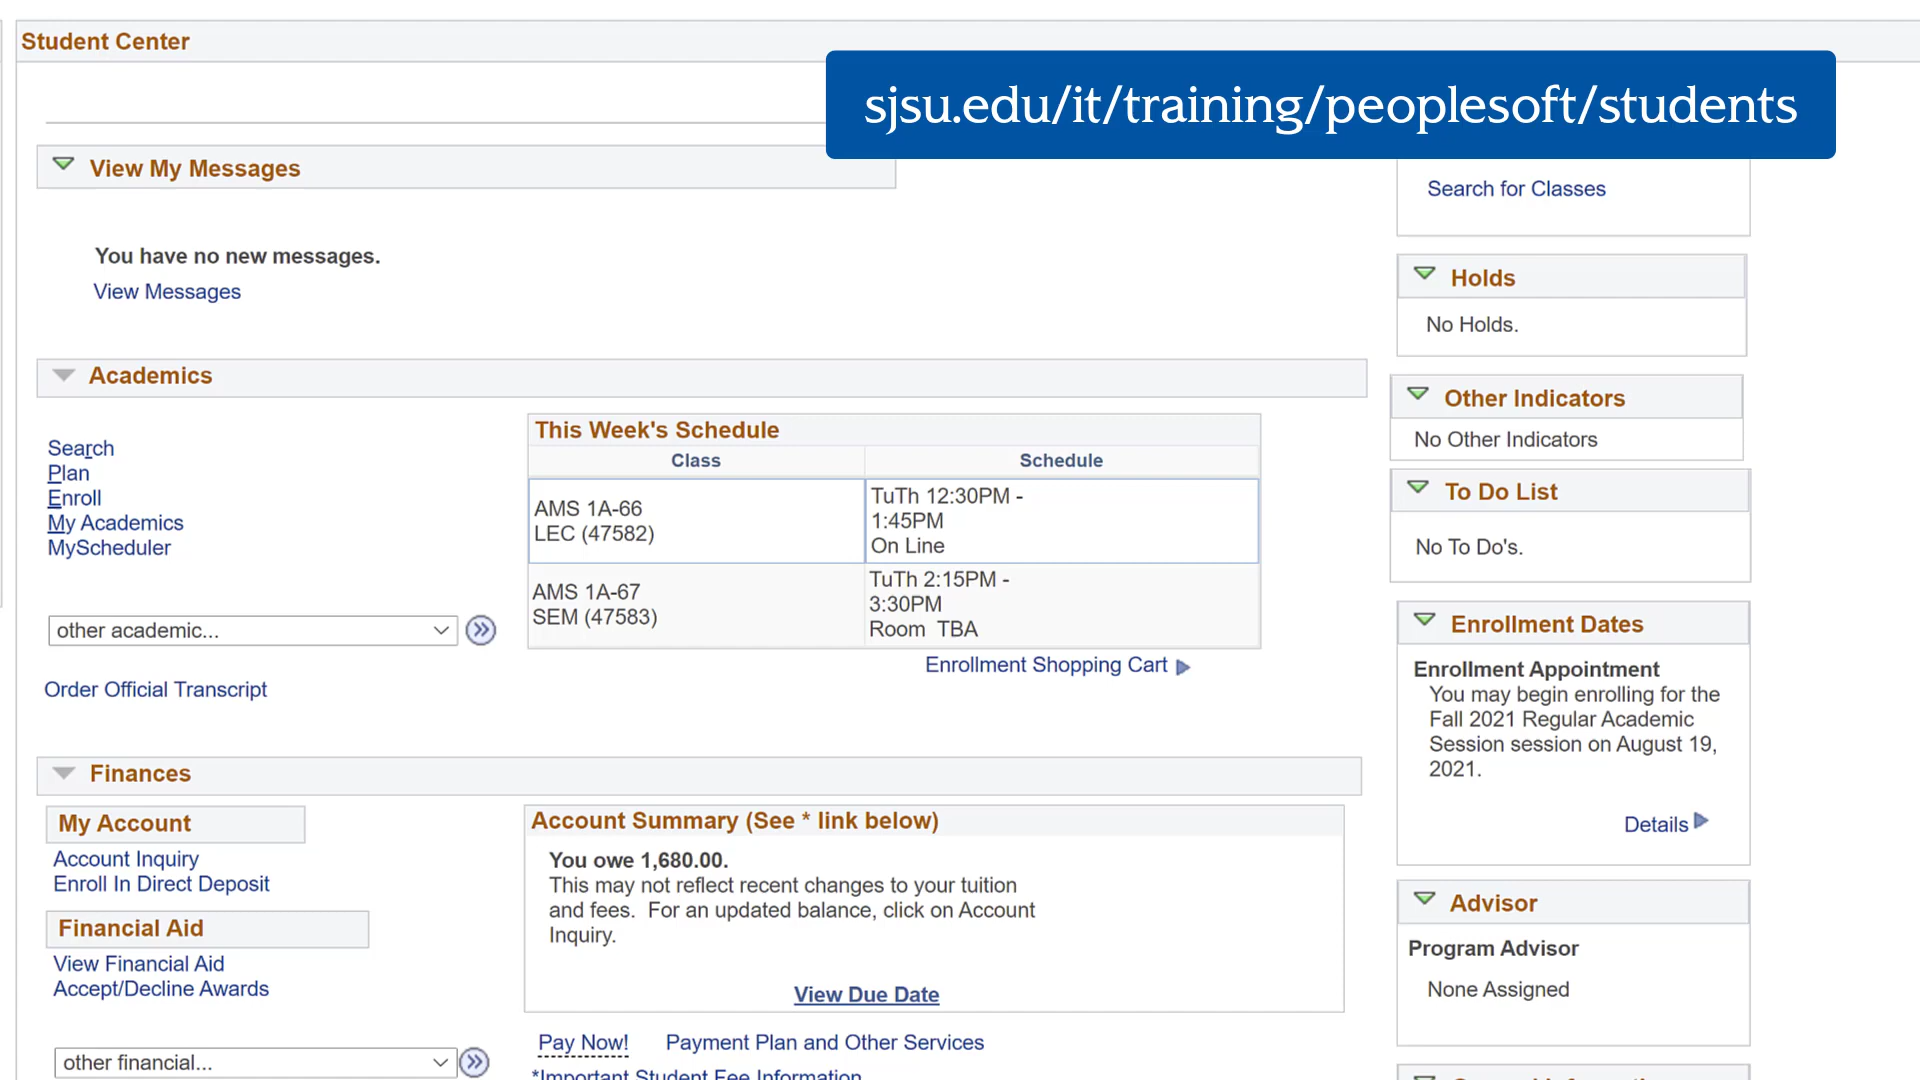 Student Center
sjsu.edu/it/training/peoplesoft/students
View My Messages
You have no new messages.
View Messages
Academics
Search
Plan
Enroll
My Academics
MyScheduler
other academic...
Order Official Transcript
This Week's Schedule
Class Schedule
AMS 1A-66
LEC (47582)
TuTh 12:30PM -
1:45PM
On Line
AMS 1A-67
SEM (47583)
TuTh 2:15PM -
3:30PM
Room TBA
Enrollment Shopping Cart
Finances
My Account
Account Inquiry
Enroll In Direct Deposit
Financial Aid
View Financial Aid
Accept/Decline Awards
other financial...
Account Summary (See * link below)
You owe 1,680.00.
This may not reflect recent changes to your tuition
and fees. For an updated balance, click on Account
Inquiry.
View Due Date
Pay Now! Payment Plan and Other Services
*Important Student Fee Information
Search for Classes
Holds
No Holds.
Other Indicators
No Other Indicators
To Do List
No To Do's.
Enrollment Dates
Enrollment Appointment
You may begin enrolling for the
Fall 2021 Regular Academic
Session session on August 19,
2021.
Details
Advisor
Program Advisor
None Assigned